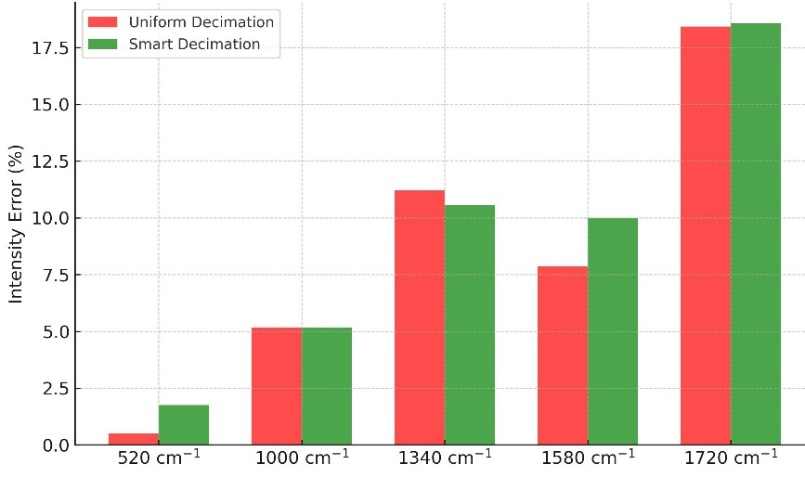 Uniform Decimation
Smart Decimation
Intensity Error (%)
17.5
15.0
12.5
10.0
7.5
5.0
2.5
0.0
520 cm⁻¹ 1000 cm⁻¹ 1340 cm⁻¹ 1580 cm⁻¹ 1720 cm⁻¹